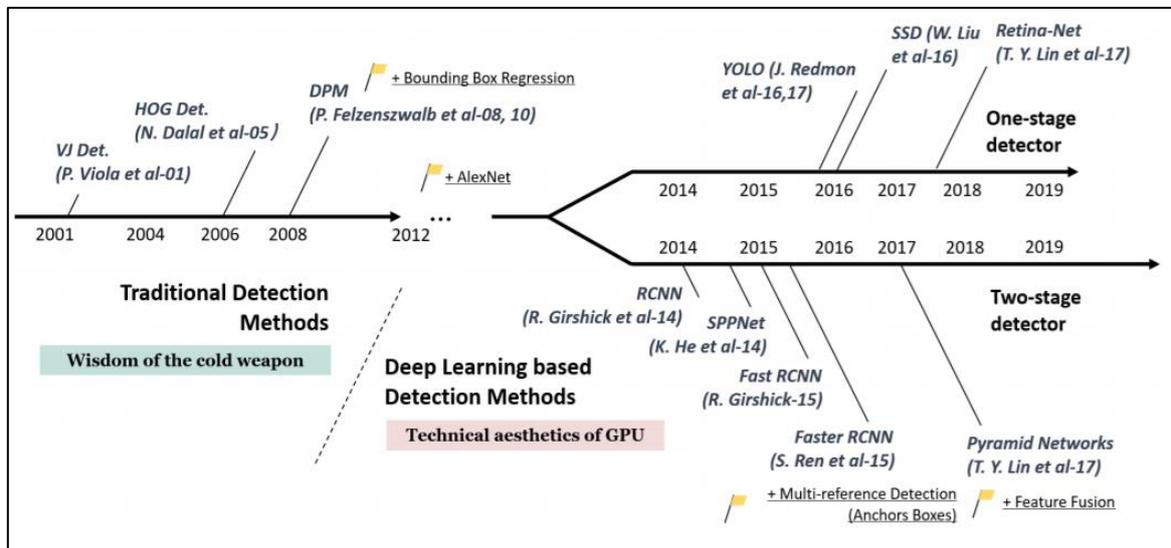 + Bounding Box Regression
DPM
(P. Felzenszwalb et al-08, 10)
HOG Det.
(N. Dalal et al-05)
VJ Det.
(P. Viola et al-01)
+ AlexNet
...
2001 2004 2006 2008 2012
Traditional Detection
Methods
Wisdom of the cold weapon
Deep Learning based
Detection Methods
Technical aesthetics of GPU
YOLO (J. Redmon
et al-16,17)
SSD (W. Liu
et al-16)
Retina-Net
(T. Y. Lin et al-17)
One-stage
detector
2014 2015 2016 2017 2018 2019
2014 2015 2016 2017 2018 2019
Two-stage
detector
RCNN
(R. Girshick et al-14)
SPPNet
(K. He et al-14)
Fast RCNN
(R. Girshick-15)
Faster RCNN
(S. Ren et al-15)
+ Multi-reference Detection
(Anchors Boxes)
Pyramid Networks
(T. Y. Lin et al-17)
+ Feature Fusion